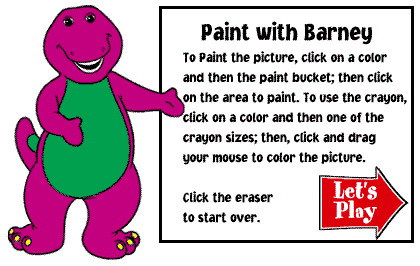 Paint with Barney
To Paint the picture, click on a color
and then the paint bucket; then click
on the area to paint. To use the crayon,
click on a color and then one of the
crayon sizes; then, click and drag
your mouse to color the picture.
Click the eraser
to start over.
Let's
Play